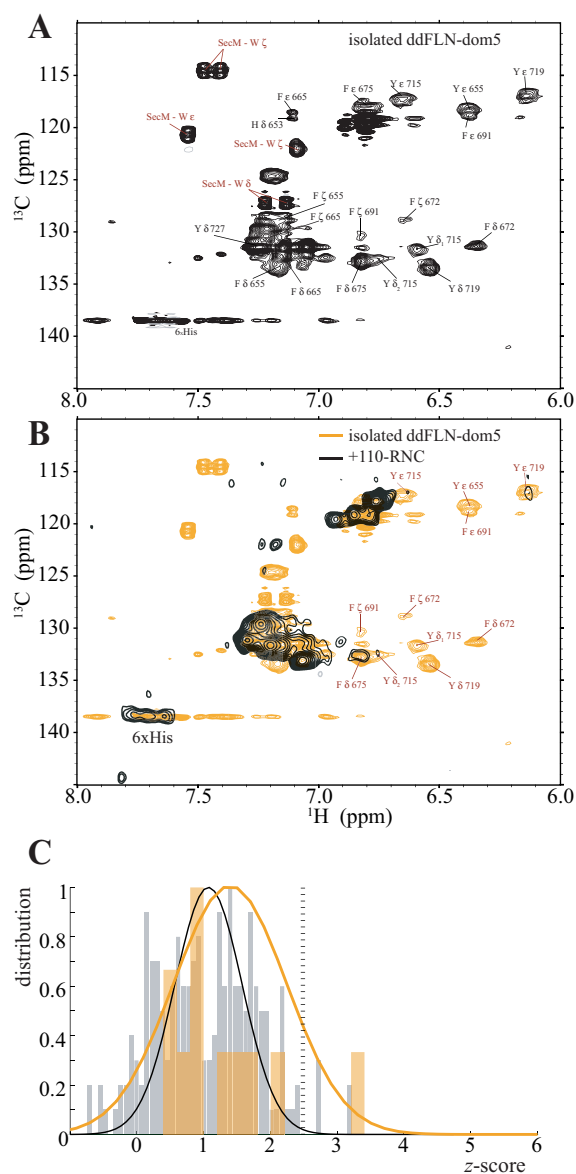 A
isolated ddFLN-dom5
SecM - W ζ
F ε 665
H δ 653
F ε 675
Y ε 715
Y ε 655
Y ε 719
F ε 691
SecM - W ε
SecM - W ζ
SecM - W δ
F ζ 655
F ζ 665
F ζ 691
F ζ 672
Y δ 727
Y δ₁ 715
F δ 672
F δ 655
F δ 665
F δ 675
Y δ₂ 715
Y δ 719
6xHis
115
120
125
130
135
140
¹³C (ppm)
8.0 7.5 7.0 6.5 6.0
B
isolated ddFLN-dom5
+110-RNC
Y ε 715
Y ε 655
Y ε 719
F ε 691
F ζ 691
F ζ 672
Y δ₁ 715
F δ 672
F δ 675
Y δ₂ 715
Y δ 719
6xHis
115
120
125
130
135
140
¹³C (ppm)
8.0 7.5 7.0 6.5 6.0
¹H (ppm)
C
distribution
1
0.8
0.6
0.4
0.2
0
0 1 2 3 4 5 6
z-score